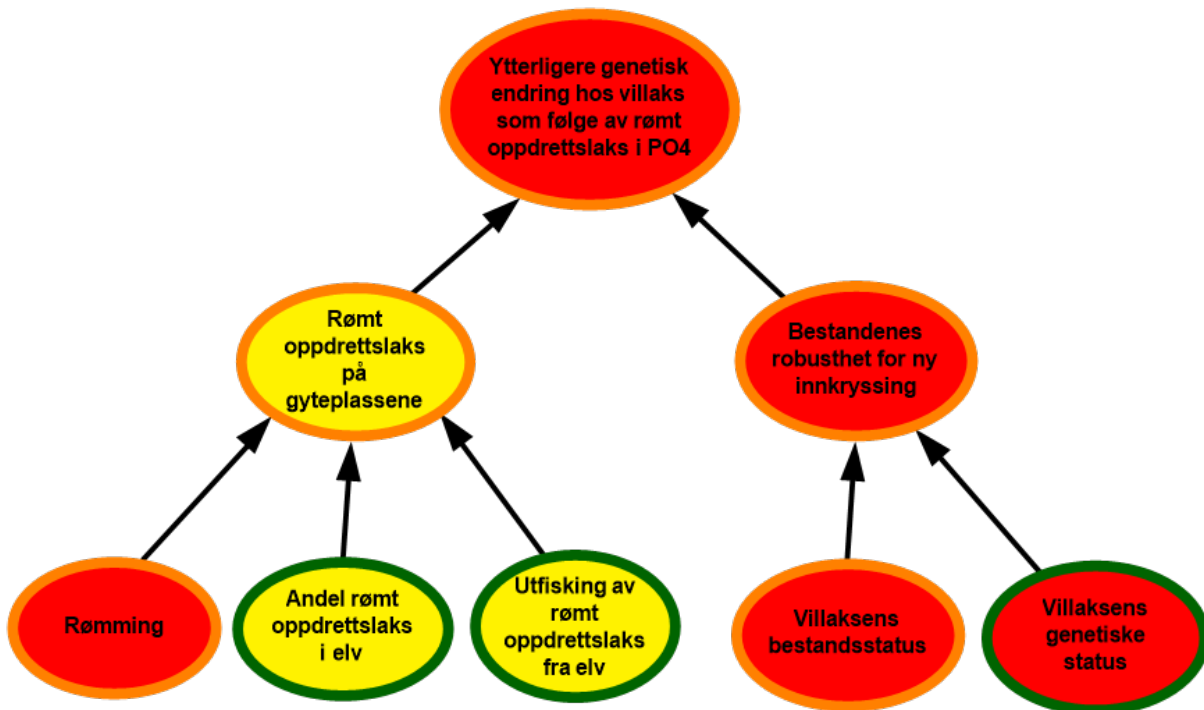 Ytterligere genetisk
endring hos villaks
som følge av rømt
oppdrettslaks i PO4
Rømt
oppdrettslaks
på
gyteplassene
Bestandenes
robusthet for ny
innkryssing
Rømming
Andel rømt
oppdrettslaks
i elv
Utfisking av
rømt
oppdrettslaks
fra elv
Villaksens
bestandsstatus
Villaksens
genetiske
status